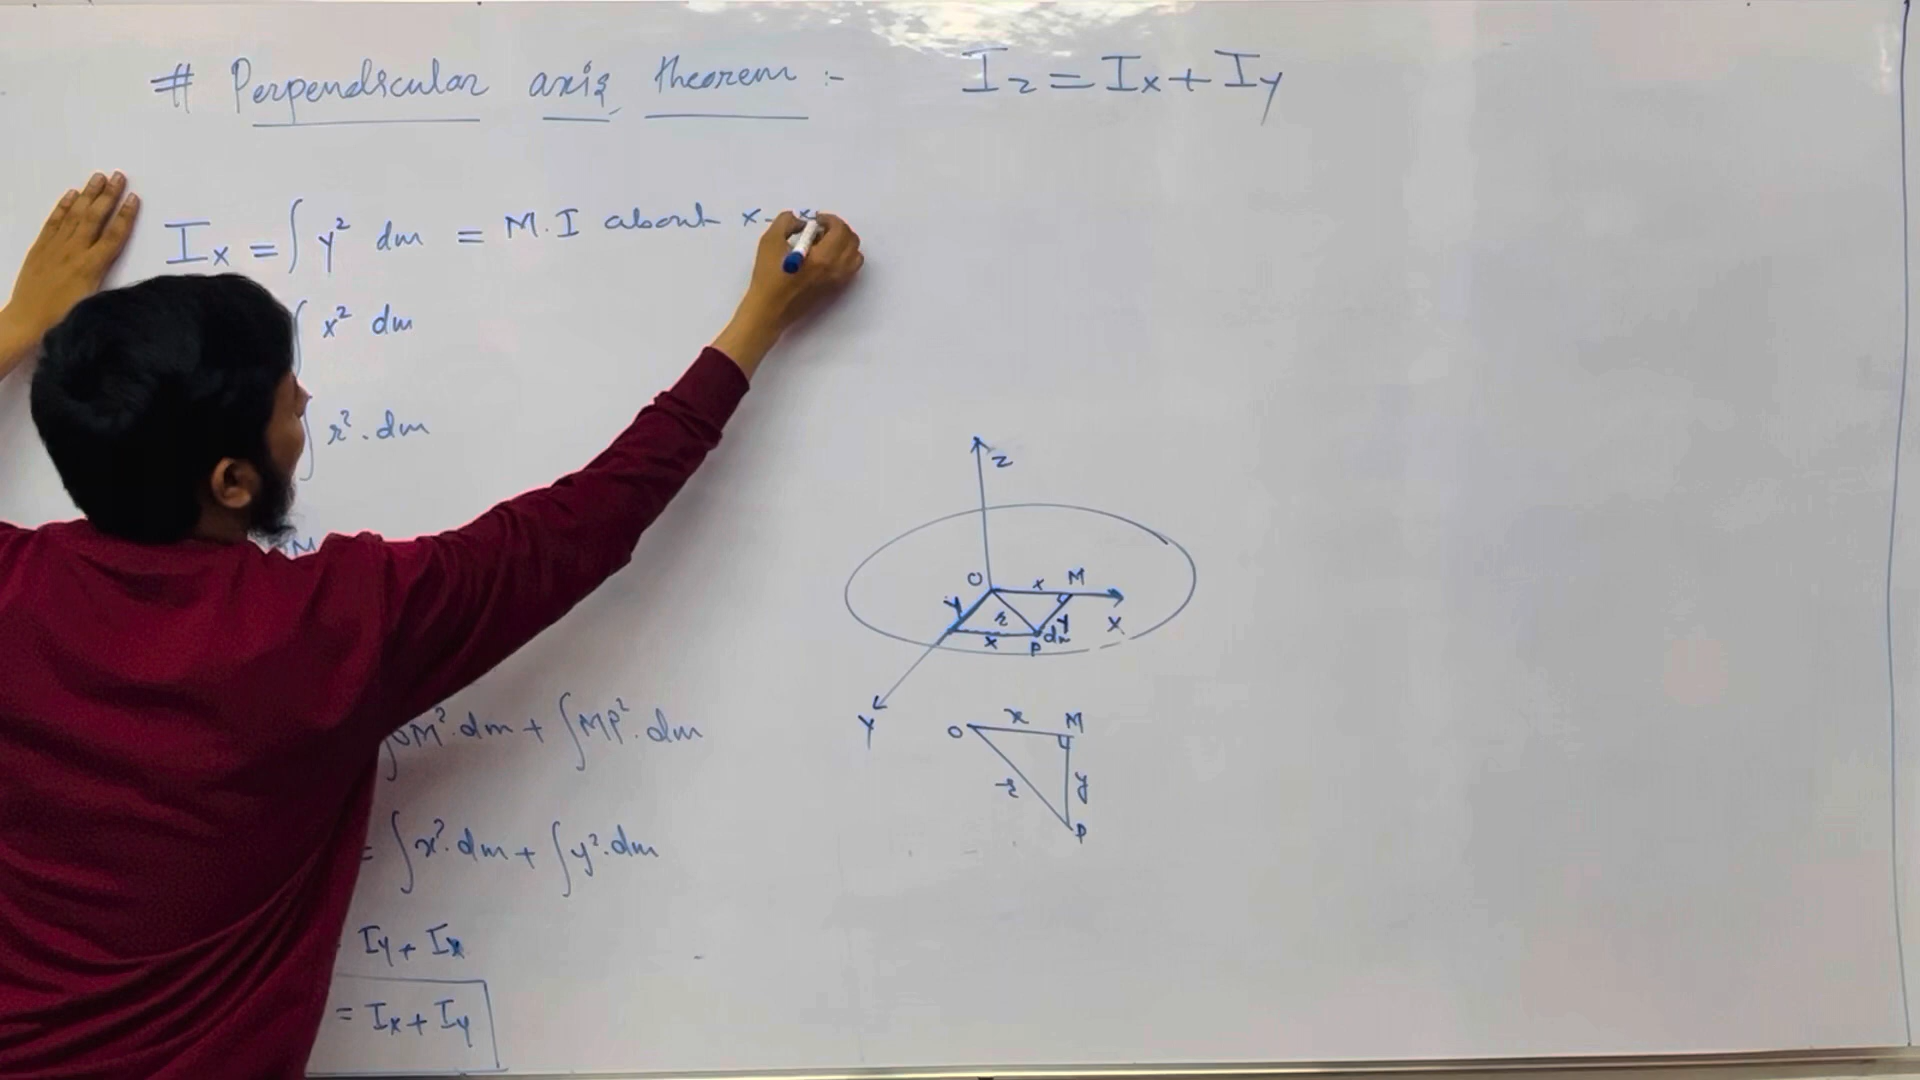 # Perpendicular axis theorem :- Iz = Ix + Iy
Ix = ∫ y² dm = M.I about x -
∫ x² dm
∫ r² . dm
M
∫ OM² . dm + ∫ MP² . dm
= ∫ x² . dm + ∫ y² . dm
Iy + Ix
= Ix + Iy
z
O x M
Y r y X
x P dm
Y
O x M
r y
P